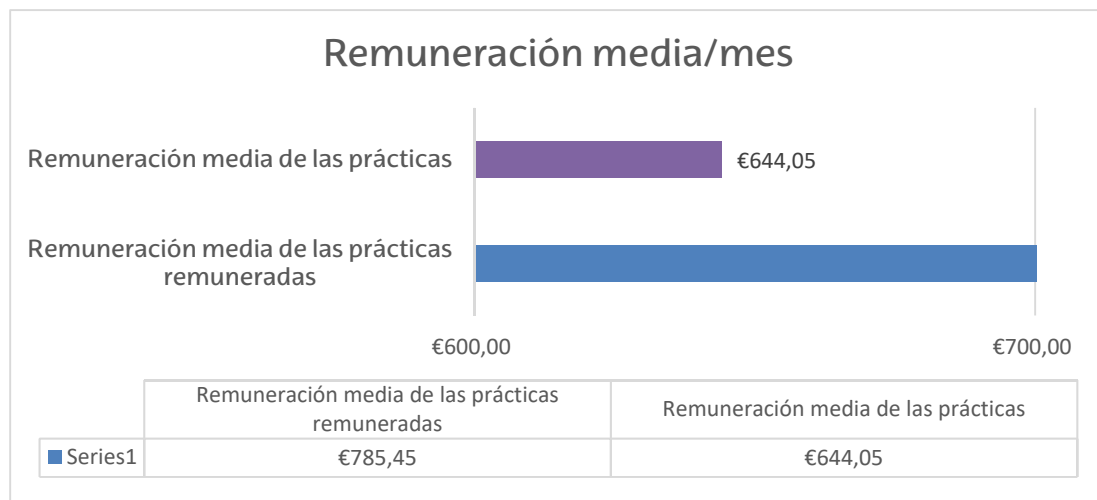 Remuneración media/mes
Remuneración media de las prácticas
€644,05
Remuneración media de las prácticas
remuneradas
€600,00
€700,00
Remuneración media de las prácticas
remuneradas
Remuneración media de las prácticas
Series1
€785,45
€644,05